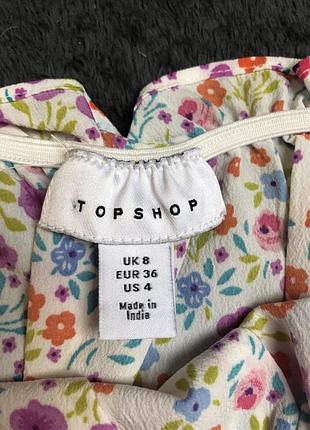 TOPSHOP
UK 8
EUR 36
US 4
Made in
India